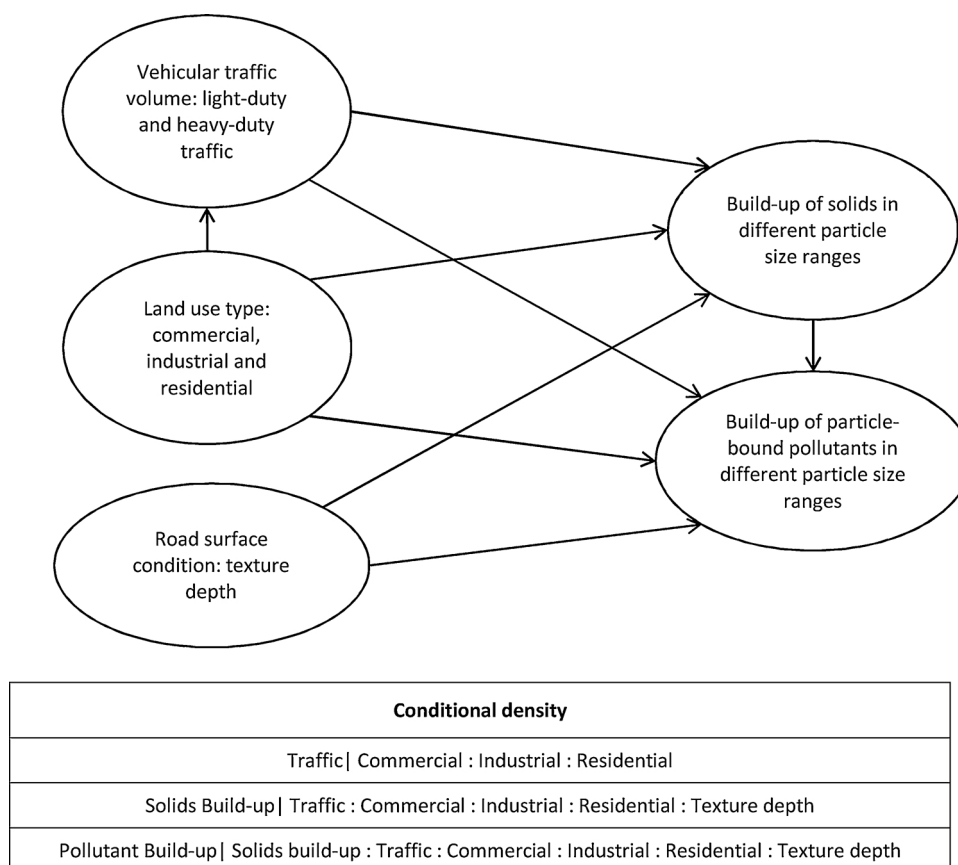 Vehicular traffic
volume: light-duty
and heavy-duty
traffic
Build-up of solids in
different particle
size ranges
Land use type:
commercial,
industrial and
residential
Build-up of particle-
bound pollutants in
different particle size
ranges
Road surface
condition: texture
depth
Conditional density
Traffic| Commercial : Industrial : Residential
Solids Build-up| Traffic : Commercial : Industrial : Residential : Texture depth
Pollutant Build-up| Solids build-up : Traffic : Commercial : Industrial : Residential : Texture depth